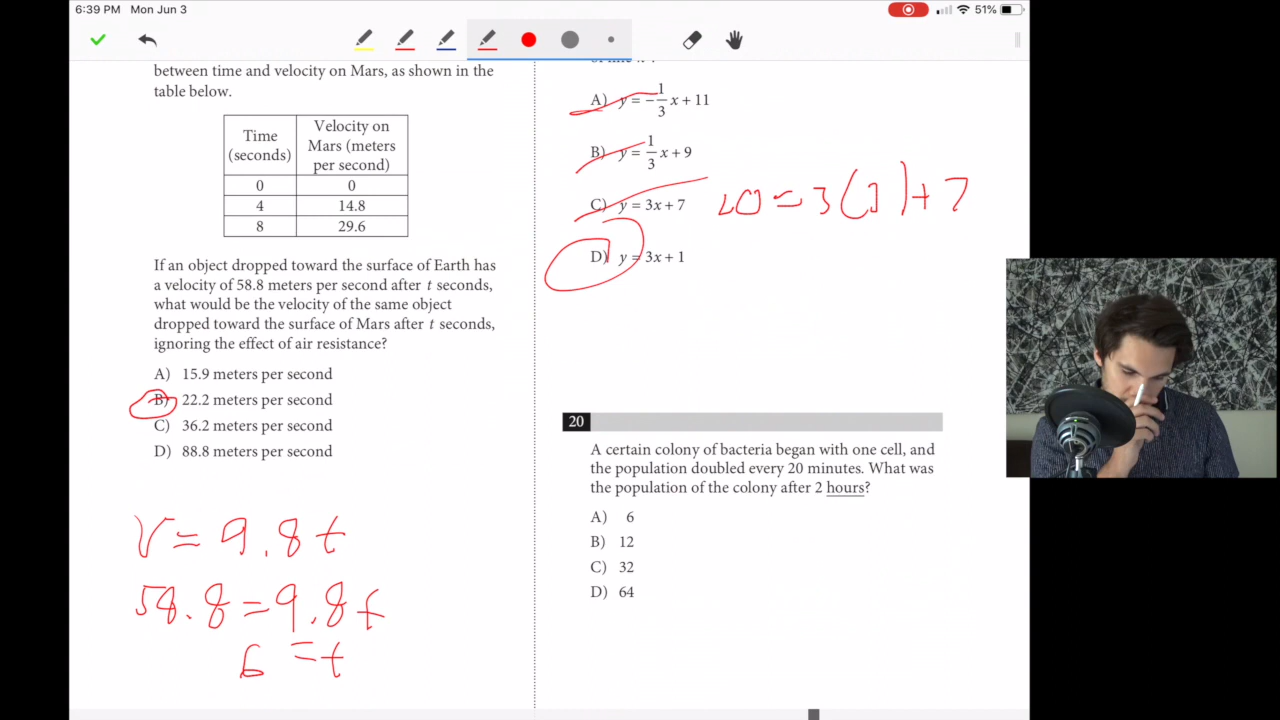 6:39 PM Mon Jun 3
51%
between time and velocity on Mars, as shown in the
table below.
Time (seconds) Velocity on Mars (meters per second)
0 0
4 14.8
8 29.6
If an object dropped toward the surface of Earth has
a velocity of 58.8 meters per second after t seconds,
what would be the velocity of the same object
dropped toward the surface of Mars after t seconds,
ignoring the effect of air resistance?
A) 15.9 meters per second
B) 22.2 meters per second
C) 36.2 meters per second
D) 88.8 meters per second
V = 9.8 t
58.8 = 9.8 t
6 = t
A) y = -1/3 x + 11
B) y = 1/3 x + 9
C) y = 3x + 7
D) y = 3x + 1
10 = 3(3) + 7
20
A certain colony of bacteria began with one cell, and
the population doubled every 20 minutes. What was
the population of the colony after 2 hours?
A) 6
B) 12
C) 32
D) 64